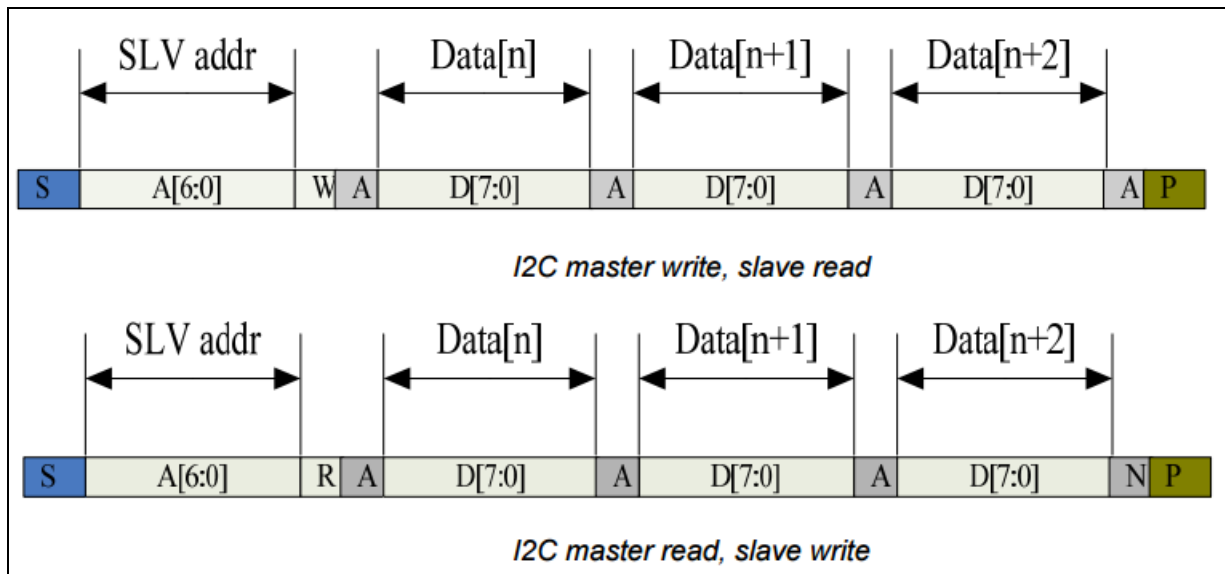 SLV addr Data[n] Data[n+1] Data[n+2]
S A[6:0] W A D[7:0] A D[7:0] A D[7:0] A P
I2C master write, slave read
SLV addr Data[n] Data[n+1] Data[n+2]
S A[6:0] R A D[7:0] A D[7:0] A D[7:0] N P
I2C master read, slave write